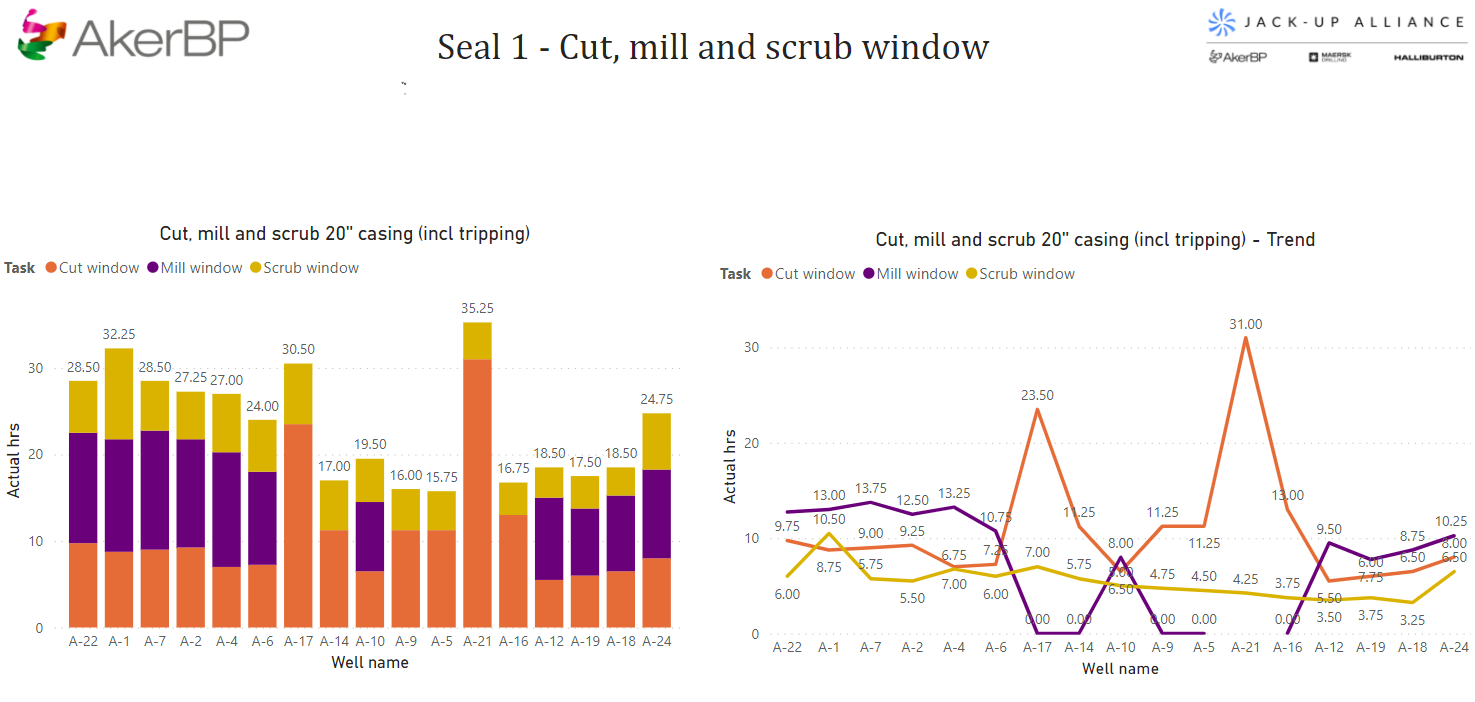 AkerBP
Seal 1 - Cut, mill and scrub window
JACK-UP ALLIANCE
AkerBP MAERSK DRILLING HALLIBURTON
Cut, mill and scrub 20" casing (incl tripping)
Task Cut window Mill window Scrub window
Actual hrs
30
20
10
0
28.50 32.25 28.50 27.25 27.00 24.00 30.50 17.00 19.50 16.00 15.75 35.25 16.75 18.50 17.50 18.50 24.75
A-22 A-1 A-7 A-2 A-4 A-6 A-17 A-14 A-10 A-9 A-5 A-21 A-16 A-12 A-19 A-18 A-24
Well name
Cut, mill and scrub 20" casing (incl tripping) - Trend
Task Cut window Mill window Scrub window
Actual hrs
30
20
10
0
9.75 8.75 9.00 9.25 7.00 7.25 23.50 11.25 6.50 11.25 11.25 31.00 13.00 5.50 6.00 6.50 8.00
13.00 13.75 12.50 13.25 10.75 0.00 0.00 8.00 0.00 0.00 0.00 9.50 7.75 8.75 10.25
6.00 10.50 5.75 5.50 6.75 6.00 7.00 5.75 5.00 4.75 4.50 4.25 3.75 3.50 3.75 3.25 6.50
A-22 A-1 A-7 A-2 A-4 A-6 A-17 A-14 A-10 A-9 A-5 A-21 A-16 A-12 A-19 A-18 A-24
Well name